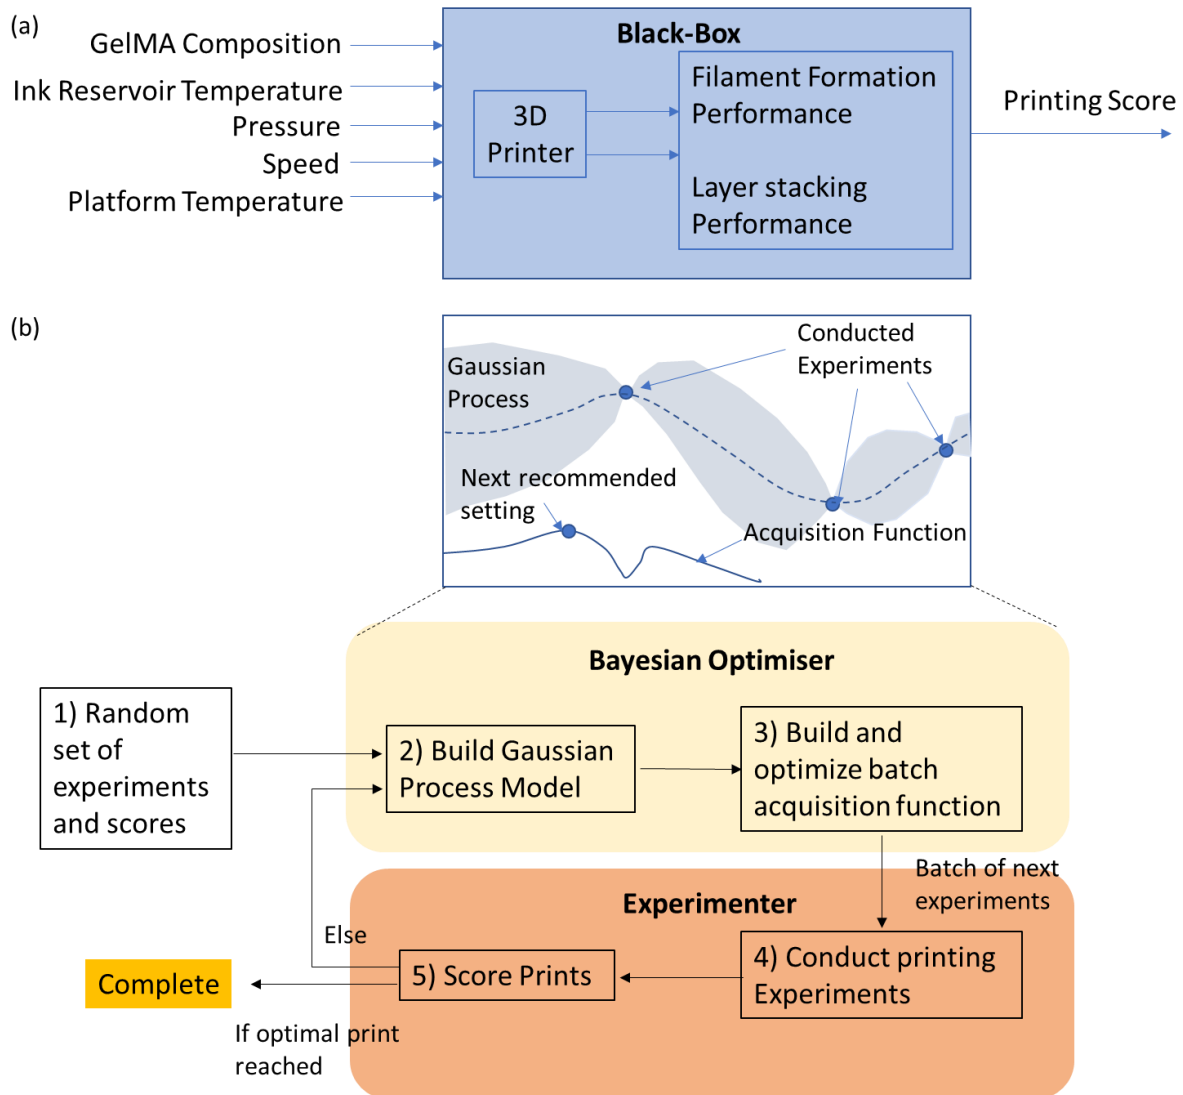 (a)
Black-Box
GelMA Composition
Ink Reservoir Temperature
Pressure
Speed
Platform Temperature
3D
Printer
Filament Formation
Performance
Layer stacking
Performance
Printing Score
(b)
Conducted
Experiments
Gaussian
Process
Next recommended
setting
Acquisition Function
Bayesian Optimiser
1) Random
set of
experiments
and scores
2) Build Gaussian
Process Model
3) Build and
optimize batch
acquisition function
Batch of next
experiments
Experimenter
Else
4) Conduct printing
Experiments
5) Score Prints
Complete
If optimal print
reached